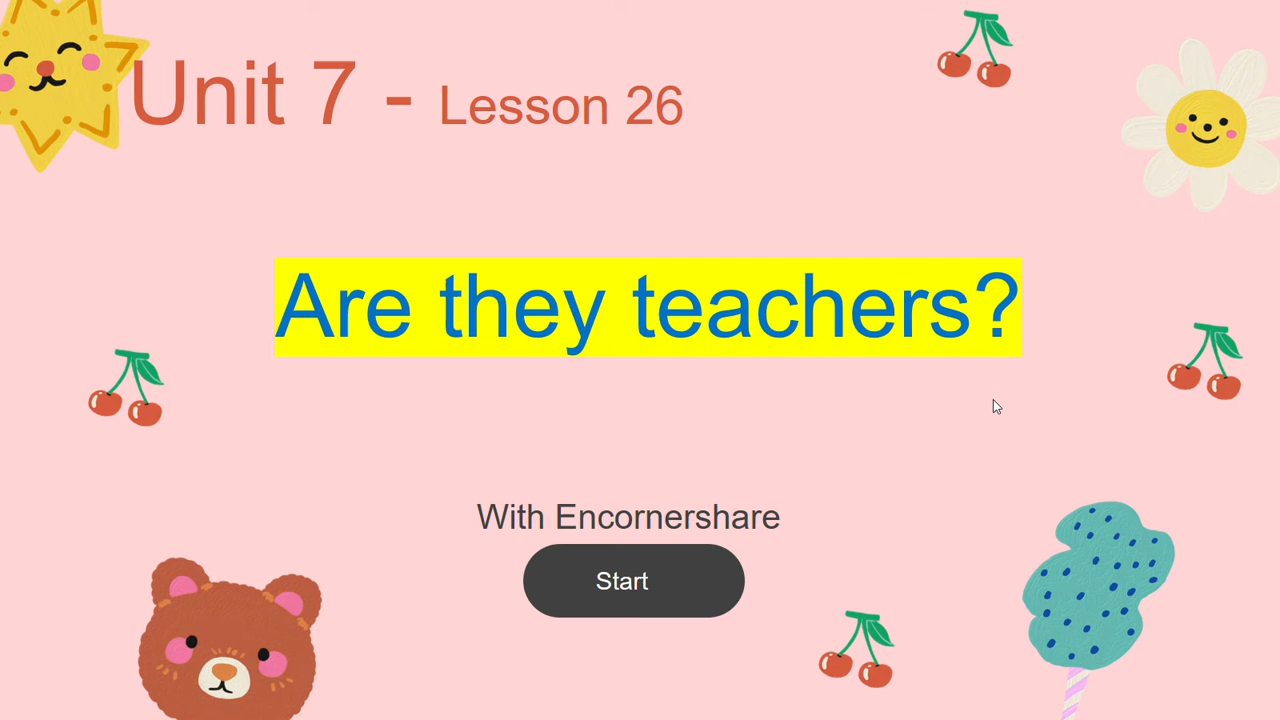 Unit 7 - Lesson 26
Are they teachers?
With Encornershare
Start